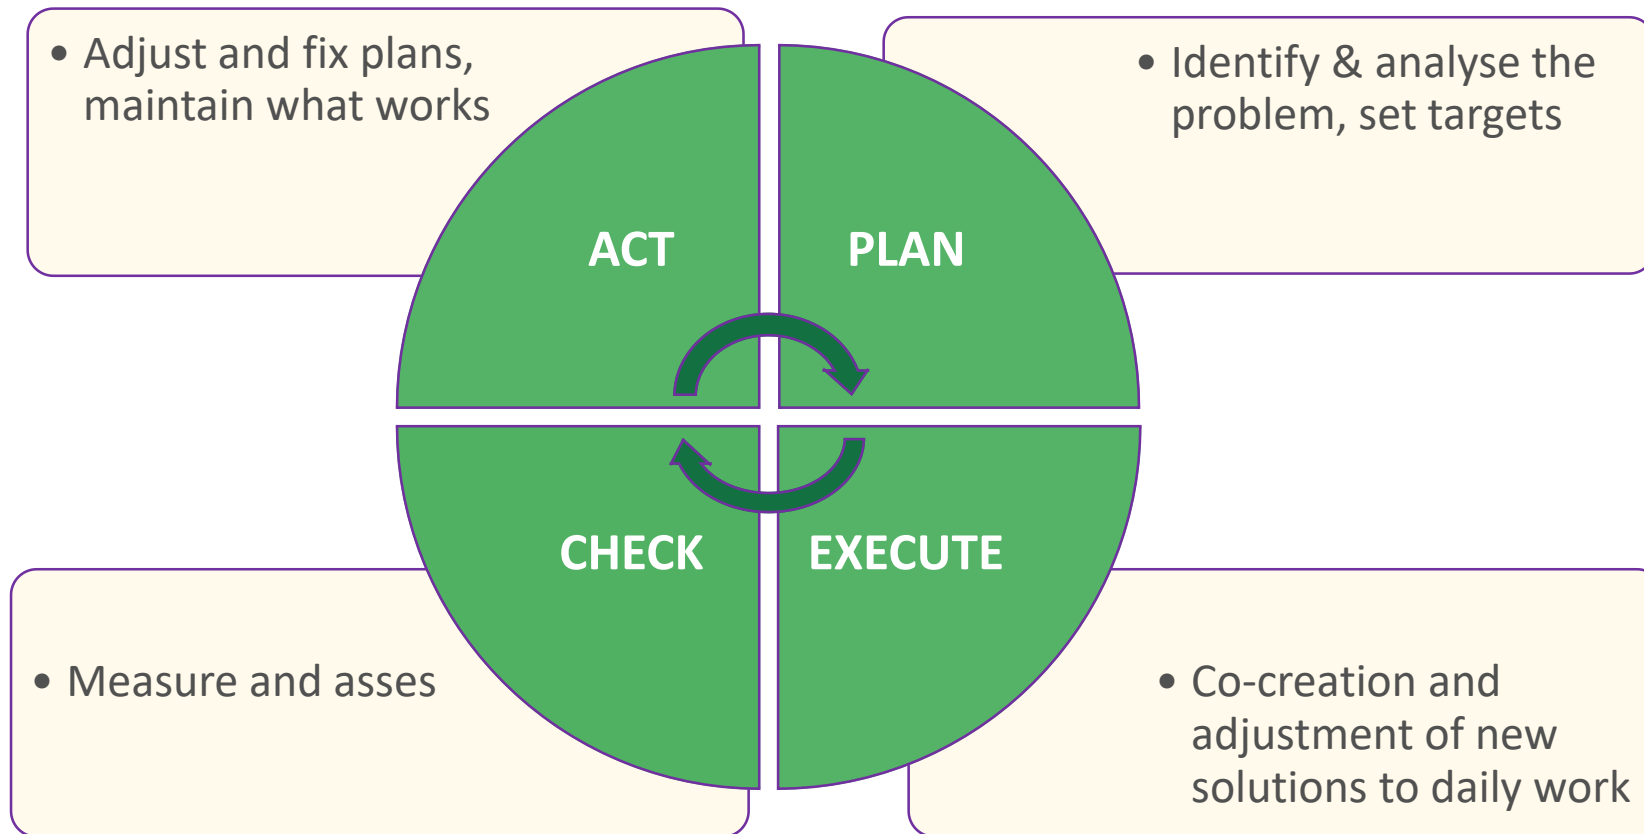 • Adjust and fix plans,
maintain what works
• Identify & analyse the
problem, set targets
ACT
PLAN
CHECK
EXECUTE
• Measure and asses
• Co-creation and
adjustment of new
solutions to daily work